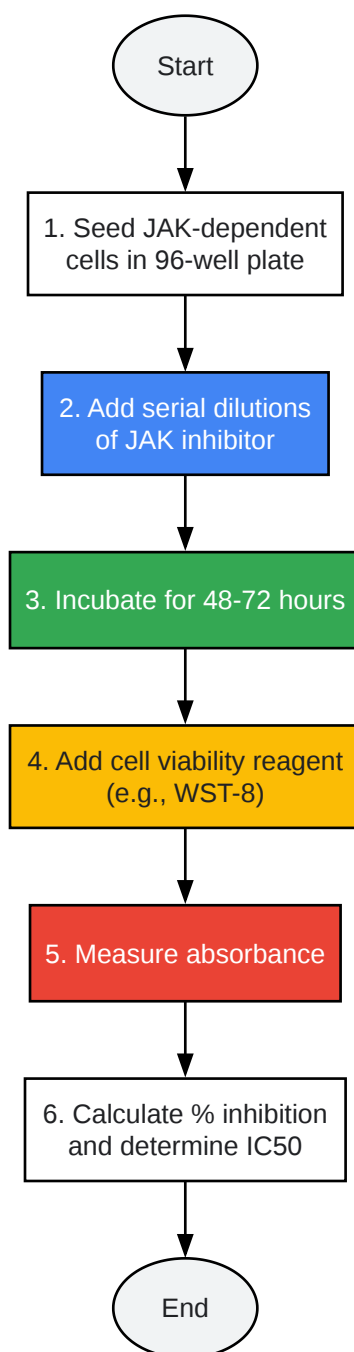 Start
1. Seed JAK-dependent
cells in 96-well plate
2. Add serial dilutions
of JAK inhibitor
3. Incubate for 48-72 hours
4. Add cell viability reagent
(e.g., WST-8)
5. Measure absorbance
6. Calculate % inhibition
and determine IC50
End